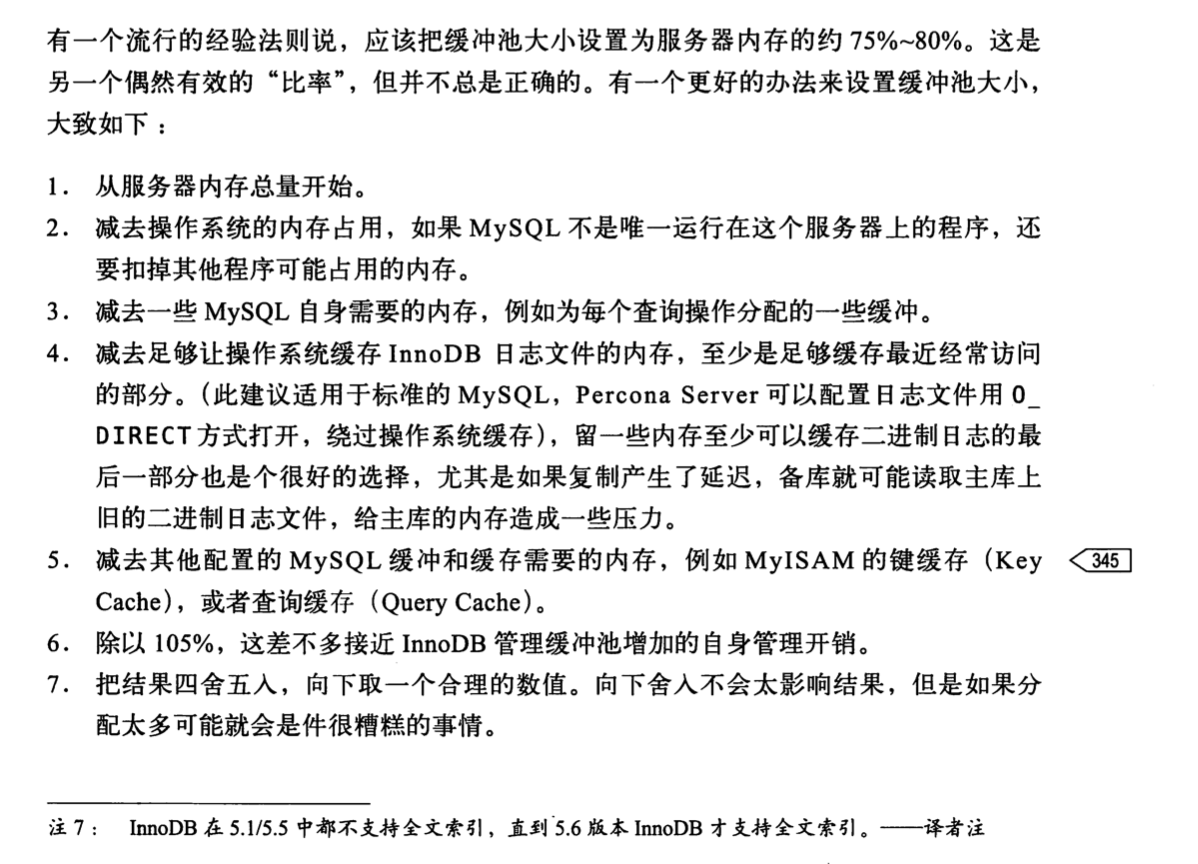 有一个流行的经验法则说，应该把缓冲池大小设置为服务器内存的约 75%~80%。这是
另一个偶然有效的“比率”，但并不总是正确的。有一个更好的办法来设置缓冲池大小，
大致如下：
1. 从服务器内存总量开始。
2. 减去操作系统的内存占用，如果 MySQL 不是唯一运行在这个服务器上的程序，还
要扣掉其他程序可能占用的内存。
3. 减去一些 MySQL 自身需要的内存，例如为每个查询操作分配的一些缓冲。
4. 减去足够让操作系统缓存 InnoDB 日志文件的内存，至少是足够缓存最近经常访问
的部分。（此建议适用于标准的 MySQL，Percona Server 可以配置日志文件用 O_
DIRECT 方式打开，绕过操作系统缓存），留一些内存至少可以缓存二进制日志的最
后一部分也是个很好的选择，尤其是如果复制产生了延迟，备库就可能读取主库上
旧的二进制日志文件，给主库的内存造成一些压力。
5. 减去其他配置的 MySQL 缓冲和缓存需要的内存，例如 MyISAM 的键缓存（Key
345
Cache），或者查询缓存（Query Cache）。
6. 除以 105%，这差不多接近 InnoDB 管理缓冲池增加的自身管理开销。
7. 把结果四舍五入，向下取一个合理的数值。向下舍入不会太影响结果，但是如果分
配太多可能就会是件很糟糕的事情。
注 7： InnoDB 在 5.1/5.5 中都不支持全文索引，直到 5.6 版本 InnoDB 才支持全文索引。——译者注